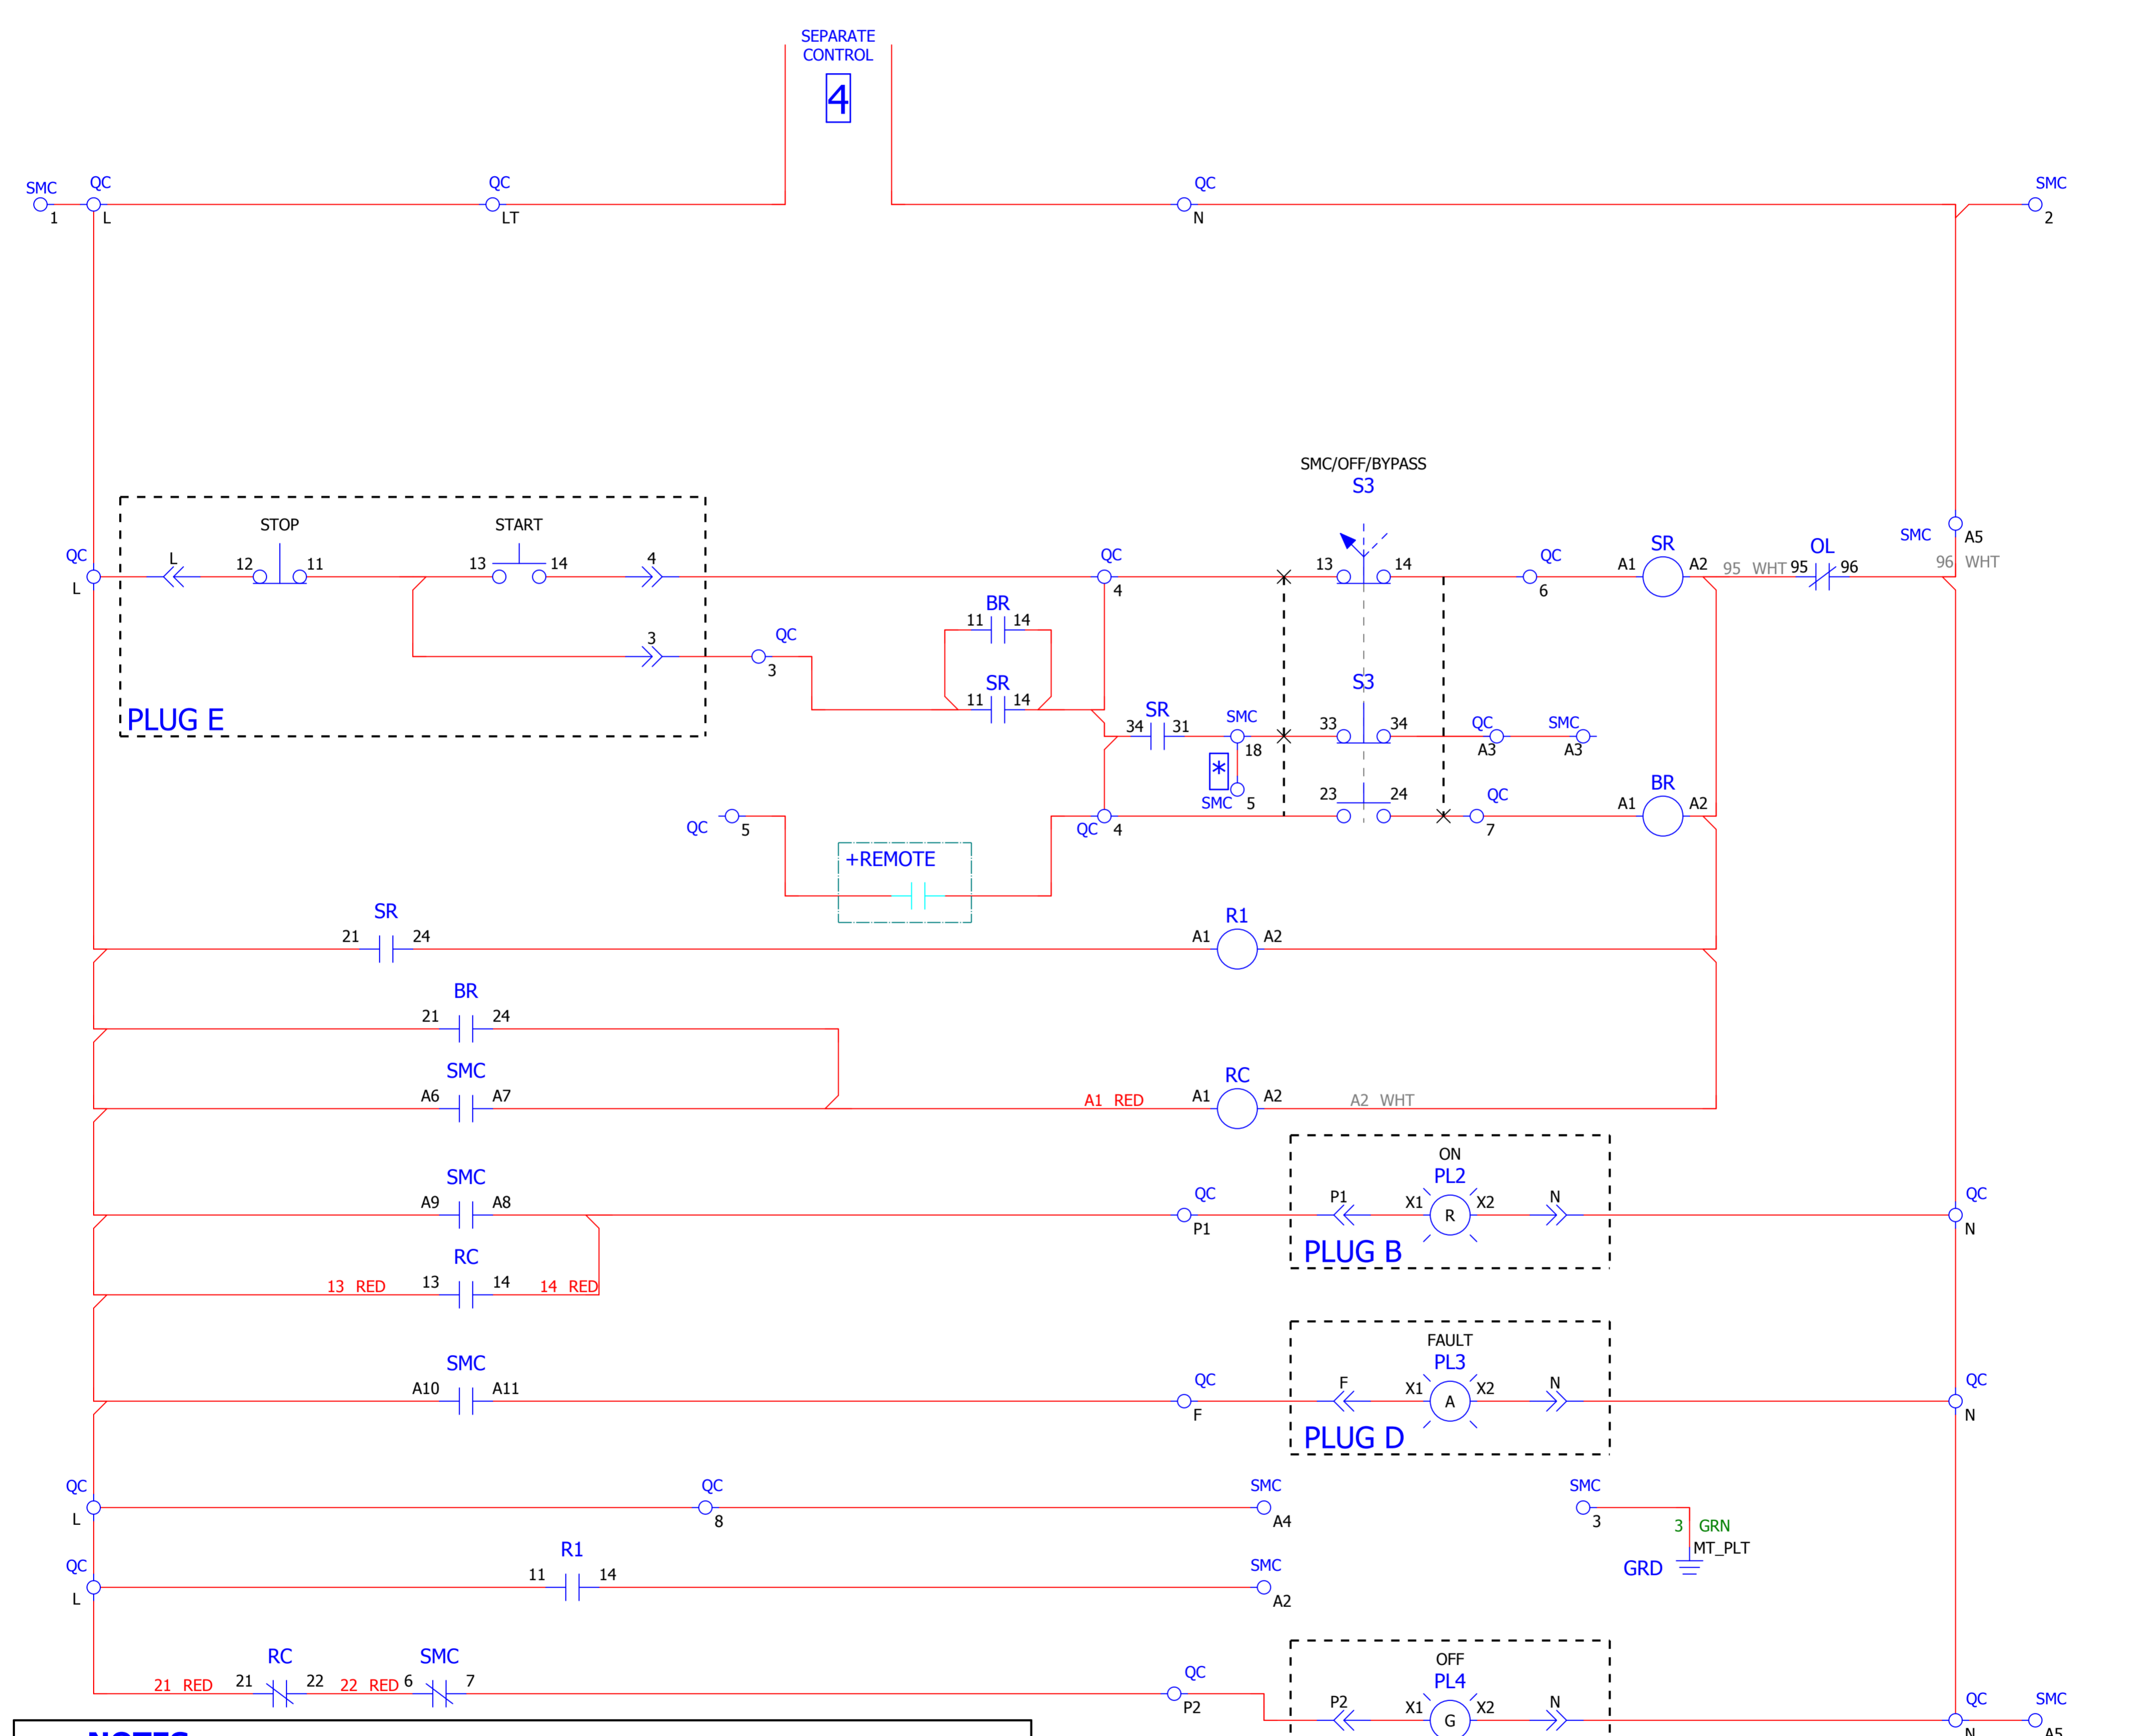 SEPARATE
CONTROL
4
SMC QC QC QC SMC
1 L LT N 2
SMC/OFF/BYPASS
S3
STOP START
SMC A5
QC L 12 11 13 14 4 QC 13 14 QC SR OL
L 4 6 A1 A2 95 WHT 95 96 96 WHT
BR
11 14
3 QC
3
SR
11 14
S3
PLUG E
SR SMC
34 31 18 33 34 QC SMC
A3 A3
*
SMC 5 23 24 QC BR
QC 5 QC 4 7 A1 A2
+REMOTE
SR R1
21 24 A1 A2
BR
21 24
SMC RC
A6 A7 A1 RED A1 A2 A2 WHT
ON
SMC QC PL2 QC
A9 A8 P1 P1 X1 R X2 N N
PLUG B
RC
13 RED 13 14 14 RED
FAULT
SMC QC PL3 QC
A10 A11 F F X1 A X2 N N
PLUG D
QC QC SMC SMC
L 8 A4 3
3 GRN
MT_PLT
GRD
QC R1 SMC
L 11 14 A2
OFF
RC SMC QC PL4 QC SMC
21 RED 21 22 22 RED 6 7 P2 P2 X1 G X2 N N A5
NOTES